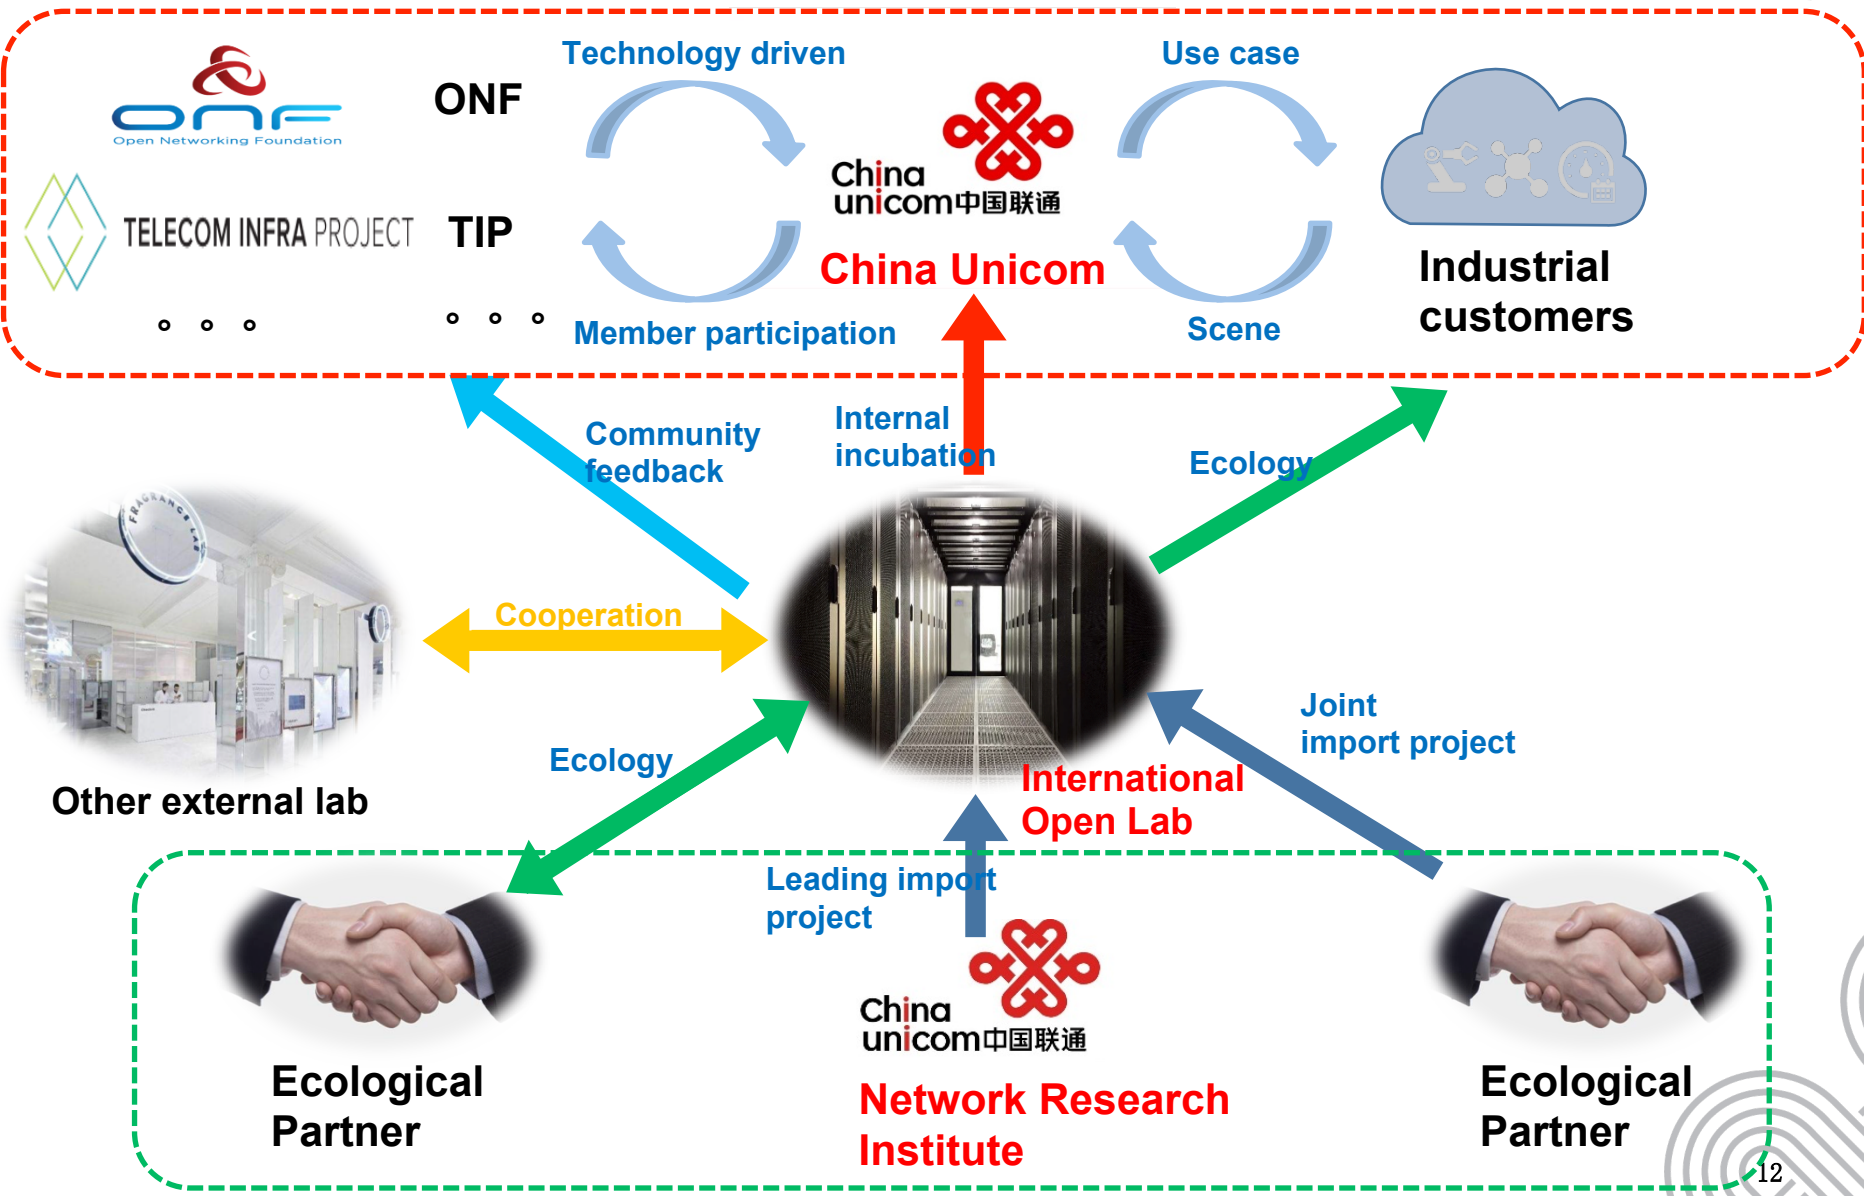 Technology driven
Use case
ONF
Open Networking Foundation
ONF
China
unicom中国联通
TELECOM INFRA PROJECT
TIP
China Unicom
Industrial
customers
Member participation
Scene
Community
feedback
Internal
incubation
Ecology
FRAGRANCE LAB
Cooperation
Ecology
Joint
import project
International
Open Lab
Other external lab
Leading import
project
China
unicom中国联通
Ecological
Partner
Network Research
Institute
Ecological
Partner
12